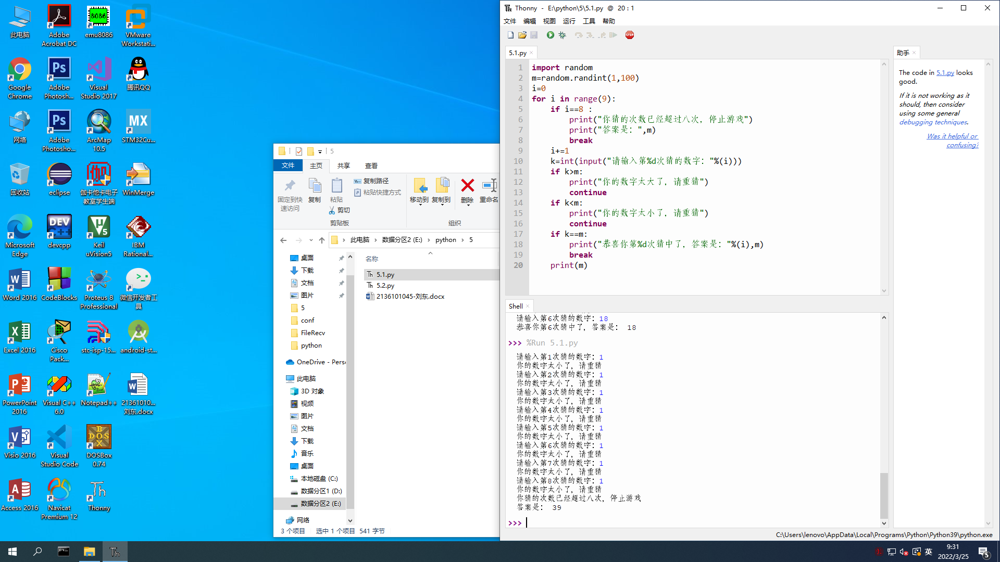 此电脑
Adobe Acrobat DC
emu8086
VMware Workstati...
Google Chrome
Adobe Photosh...
Visual Studio 2017
腾讯QQ
网络
Adobe Photosho...
ArcMap 10.5
STM32Cu...
回收站
eclipse
伽卡他卡电子教室学生端
WinMerge
Microsoft Edge
devcpp
Keil uVision5
IBM Rational...
Word 2016
CodeBlocks
Proteus 8 Professional
微信开发者工具
Excel 2016
Cisco Pack...
stc-isp-15...
android-st...
PowerPoint 2016
Visual C++ 6.0
Notepad++
21361010... 刘东.docx
Visio 2016
Visual Studio Code
DOSBox 0.74
Access 2016
Navicat Premium 12
Thonny
5
文件 主页 共享 查看
固定到快速访问
复制
粘贴
复制路径
粘贴快捷方式
剪切
移动到 复制到 删除 重命名
剪贴板 组织
此电脑 › 数据分区2 (E:) › python › 5
桌面
下载
文档
图片
5
conf
FileRecv
python
OneDrive - Pers
此电脑
3D 对象
视频
图片
文档
下载
音乐
桌面
本地磁盘 (C:)
数据分区1 (D:)
数据分区2 (E:)
网络
名称
5.1.py
5.2.py
2136101045-刘东.docx
3 个项目 选中 1 个项目 541 字节
Thonny - E:\python\5\5.1.py @ 20 : 1
文件 编辑 视图 运行 工具 帮助
STOP
5.1.py
1 import random
2 m=random.randint(1,100)
3 i=0
4 for i in range(9):
5     if i==8 :
6         print("你猜的次数已经超过八次，停止游戏")
7         print("答案是：",m)
8         break
9     i+=1
10     k=int(input("请输入第%d次猜的数字："%(i)))
11     if k>m:
12         print("你的数字太大了，请重猜")
13         continue
14     if k<m:
15         print("你的数字太小了，请重猜")
16         continue
17     if k==m:
18         print("恭喜你第%d次猜中了，答案是："%(i),m)
19         break
20     print(m)
助手
The code in 5.1.py looks good.
If it is not working as it should, then consider using some general debugging techniques.
Was it helpful or confusing?
Shell
请输入第6次猜的数字：18
恭喜你第6次猜中了，答案是： 18
>>> %Run 5.1.py
请输入第1次猜的数字：1
你的数字太小了，请重猜
请输入第2次猜的数字：1
你的数字太小了，请重猜
请输入第3次猜的数字：1
你的数字太小了，请重猜
请输入第4次猜的数字：1
你的数字太小了，请重猜
请输入第5次猜的数字：1
你的数字太小了，请重猜
请输入第6次猜的数字：1
你的数字太小了，请重猜
请输入第7次猜的数字：1
你的数字太小了，请重猜
请输入第8次猜的数字：1
你的数字太小了，请重猜
你猜的次数已经超过八次，停止游戏
答案是： 39
>>>
C:\Users\lenovo\AppData\Local\Programs\Python\Python39\python.exe
英
9:31
2022/3/25
5